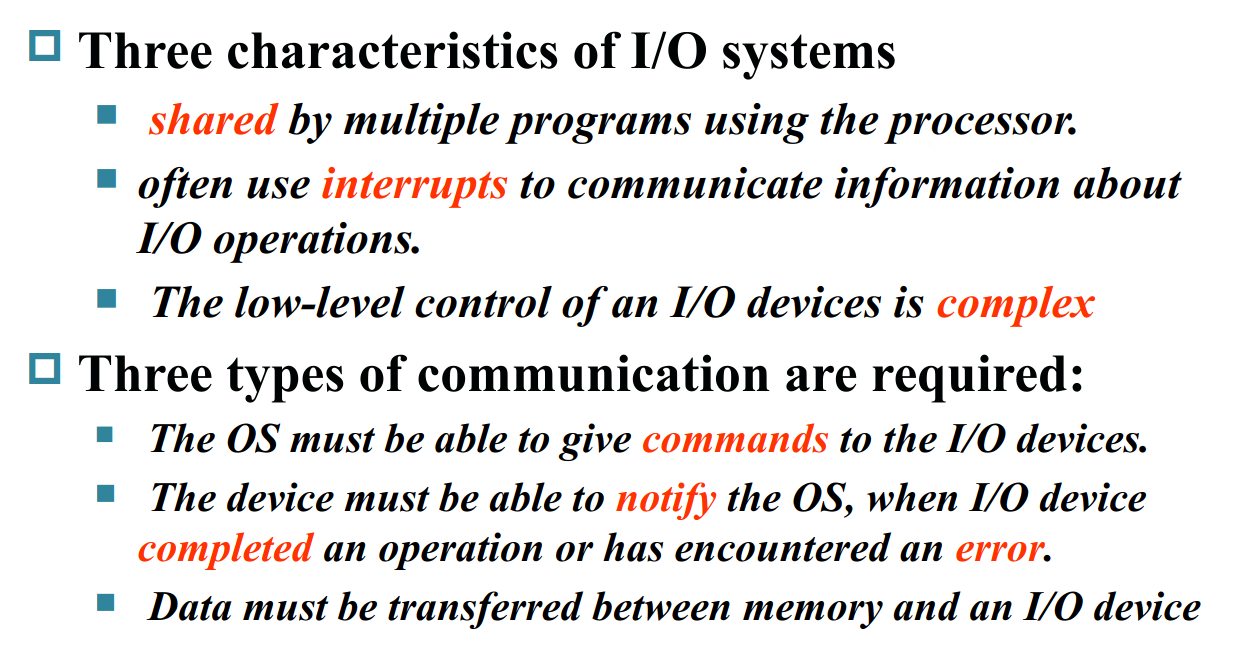 Three characteristics of I/O systems
shared by multiple programs using the processor.
often use interrupts to communicate information about
I/O operations.
The low-level control of an I/O devices is complex
Three types of communication are required:
The OS must be able to give commands to the I/O devices.
The device must be able to notify the OS, when I/O device
completed an operation or has encountered an error.
Data must be transferred between memory and an I/O device